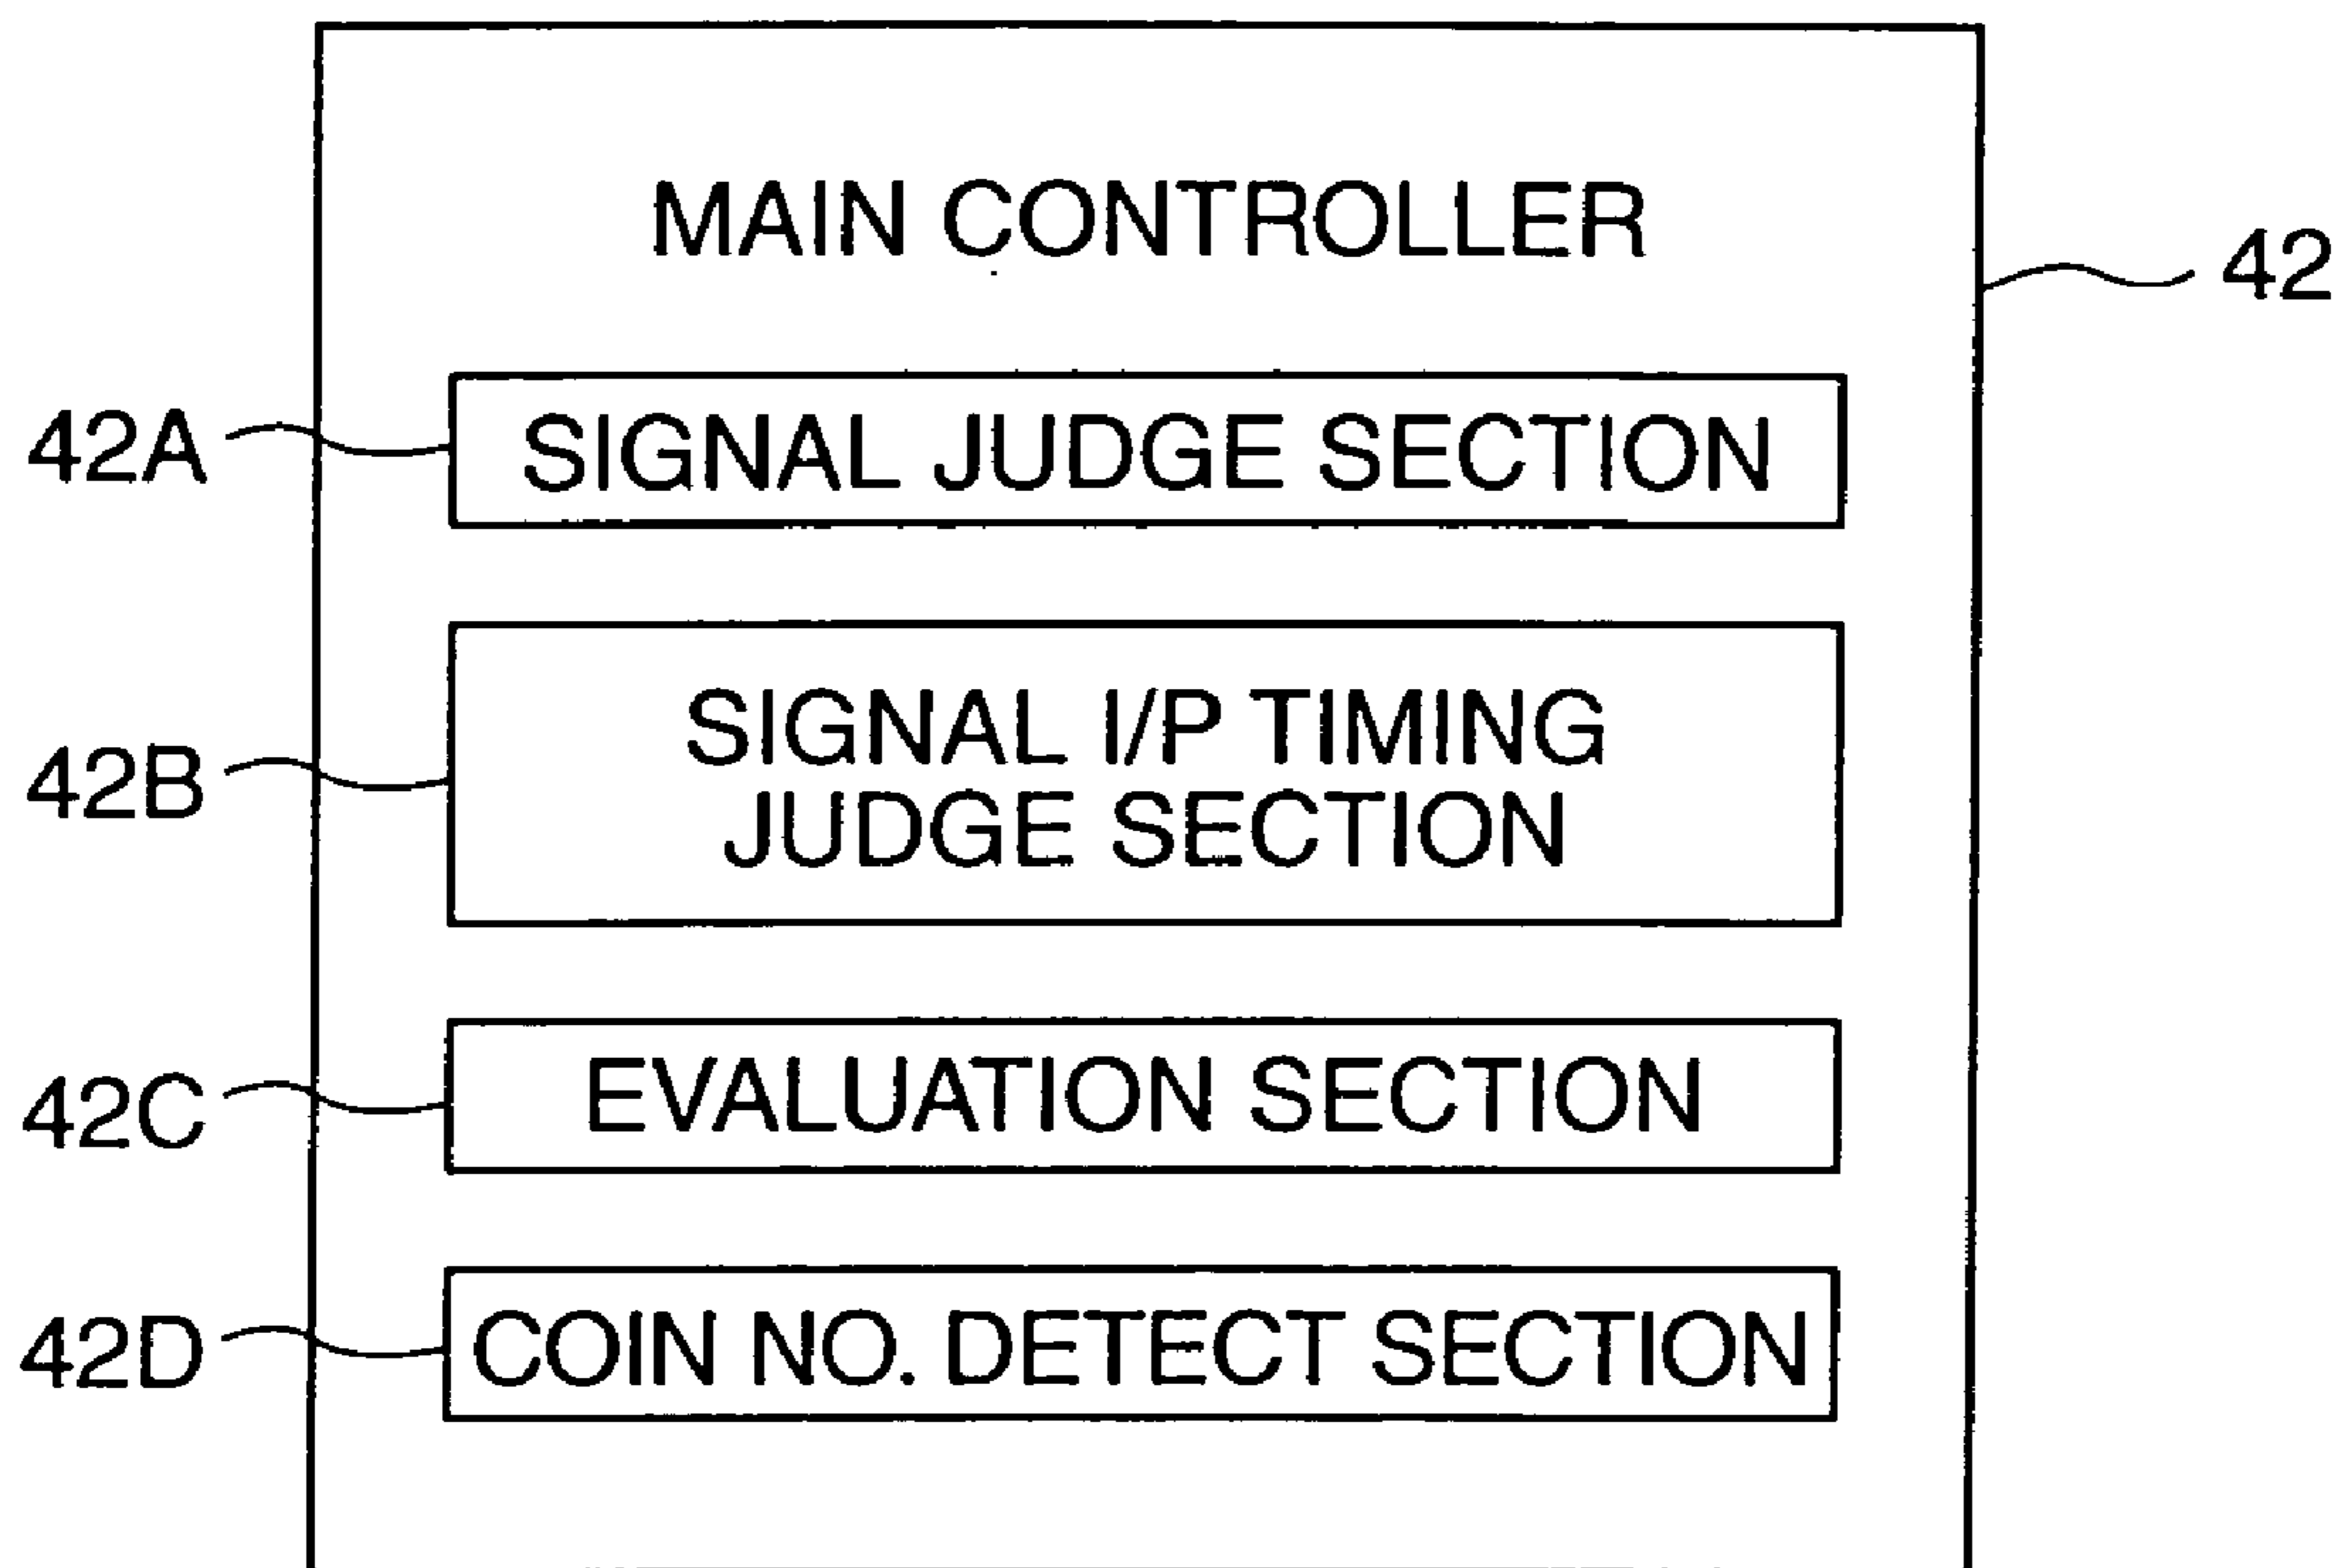 MAIN CONTROLLER
42
42A
SIGNAL JUDGE SECTION
42B
SIGNAL I/P TIMING
JUDGE SECTION
42C
EVALUATION SECTION
42D
COIN NO. DETECT SECTION